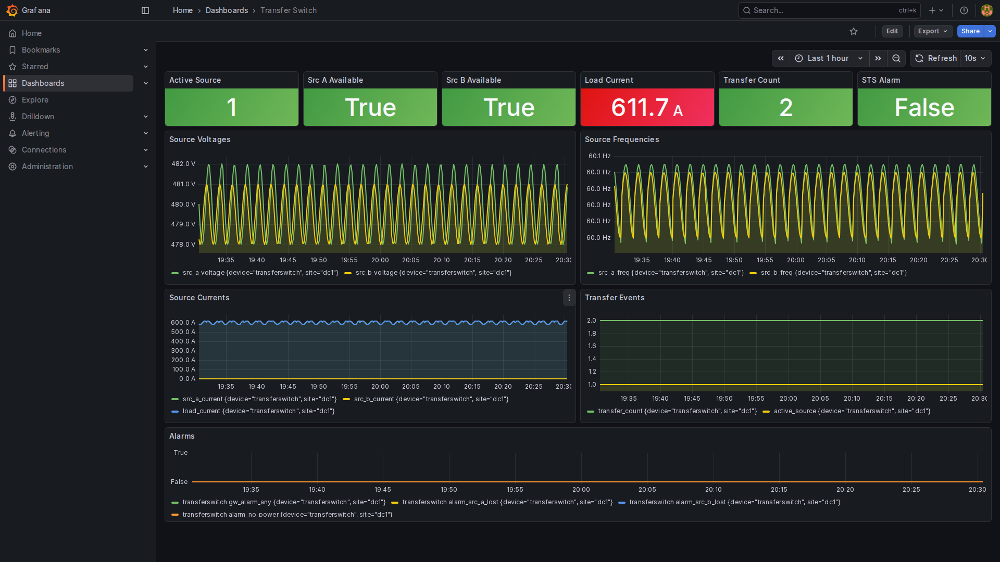 Grafana
Home › Dashboards › Transfer Switch
Search...
ctrl+k
Home
Bookmarks
Starred
Dashboards
Explore
Drilldown
Alerting
Connections
Administration
Edit
Export
Share
Last 1 hour
Refresh
10s
Active Source
1
Src A Available
True
Src B Available
True
Load Current
611.7 A
Transfer Count
2
STS Alarm
False
Source Voltages
482.0 V
481.0 V
480.0 V
479.0 V
478.0 V
19:35 19:40 19:45 19:50 19:55 20:00 20:05 20:10 20:15 20:20 20:25 20:30
src_a_voltage {device="transferswitch", site="dc1"} src_b_voltage {device="transferswitch", site="dc1"}
Source Frequencies
60.1 Hz
60.0 Hz
60.0 Hz
60.0 Hz
60.0 Hz
60.0 Hz
19:35 19:40 19:45 19:50 19:55 20:00 20:05 20:10 20:15 20:20 20:25 20:30
src_a_freq {device="transferswitch", site="dc1"} src_b_freq {device="transferswitch", site="dc1"}
Source Currents
600.0 A
500.0 A
400.0 A
300.0 A
200.0 A
100.0 A
0.0 A
19:35 19:40 19:45 19:50 19:55 20:00 20:05 20:10 20:15 20:20 20:25 20:30
src_a_current {device="transferswitch", site="dc1"} src_b_current {device="transferswitch", site="dc1"}
load_current {device="transferswitch", site="dc1"}
Transfer Events
2.0
1.8
1.6
1.4
1.2
1.0
19:35 19:40 19:45 19:50 19:55 20:00 20:05 20:10 20:15 20:20 20:25 20:30
transfer_count {device="transferswitch", site="dc1"} active_source {device="transferswitch", site="dc1"}
Alarms
True
False
19:35 19:40 19:45 19:50 19:55 20:00 20:05 20:10 20:15 20:20 20:25 20:30
transferswitch gw_alarm_any {device="transferswitch", site="dc1"} transferswitch alarm_src_a_lost {device="transferswitch", site="dc1"} transferswitch alarm_src_b_lost {device="transferswitch", site="dc1"}
transferswitch alarm_no_power {device="transferswitch", site="dc1"}